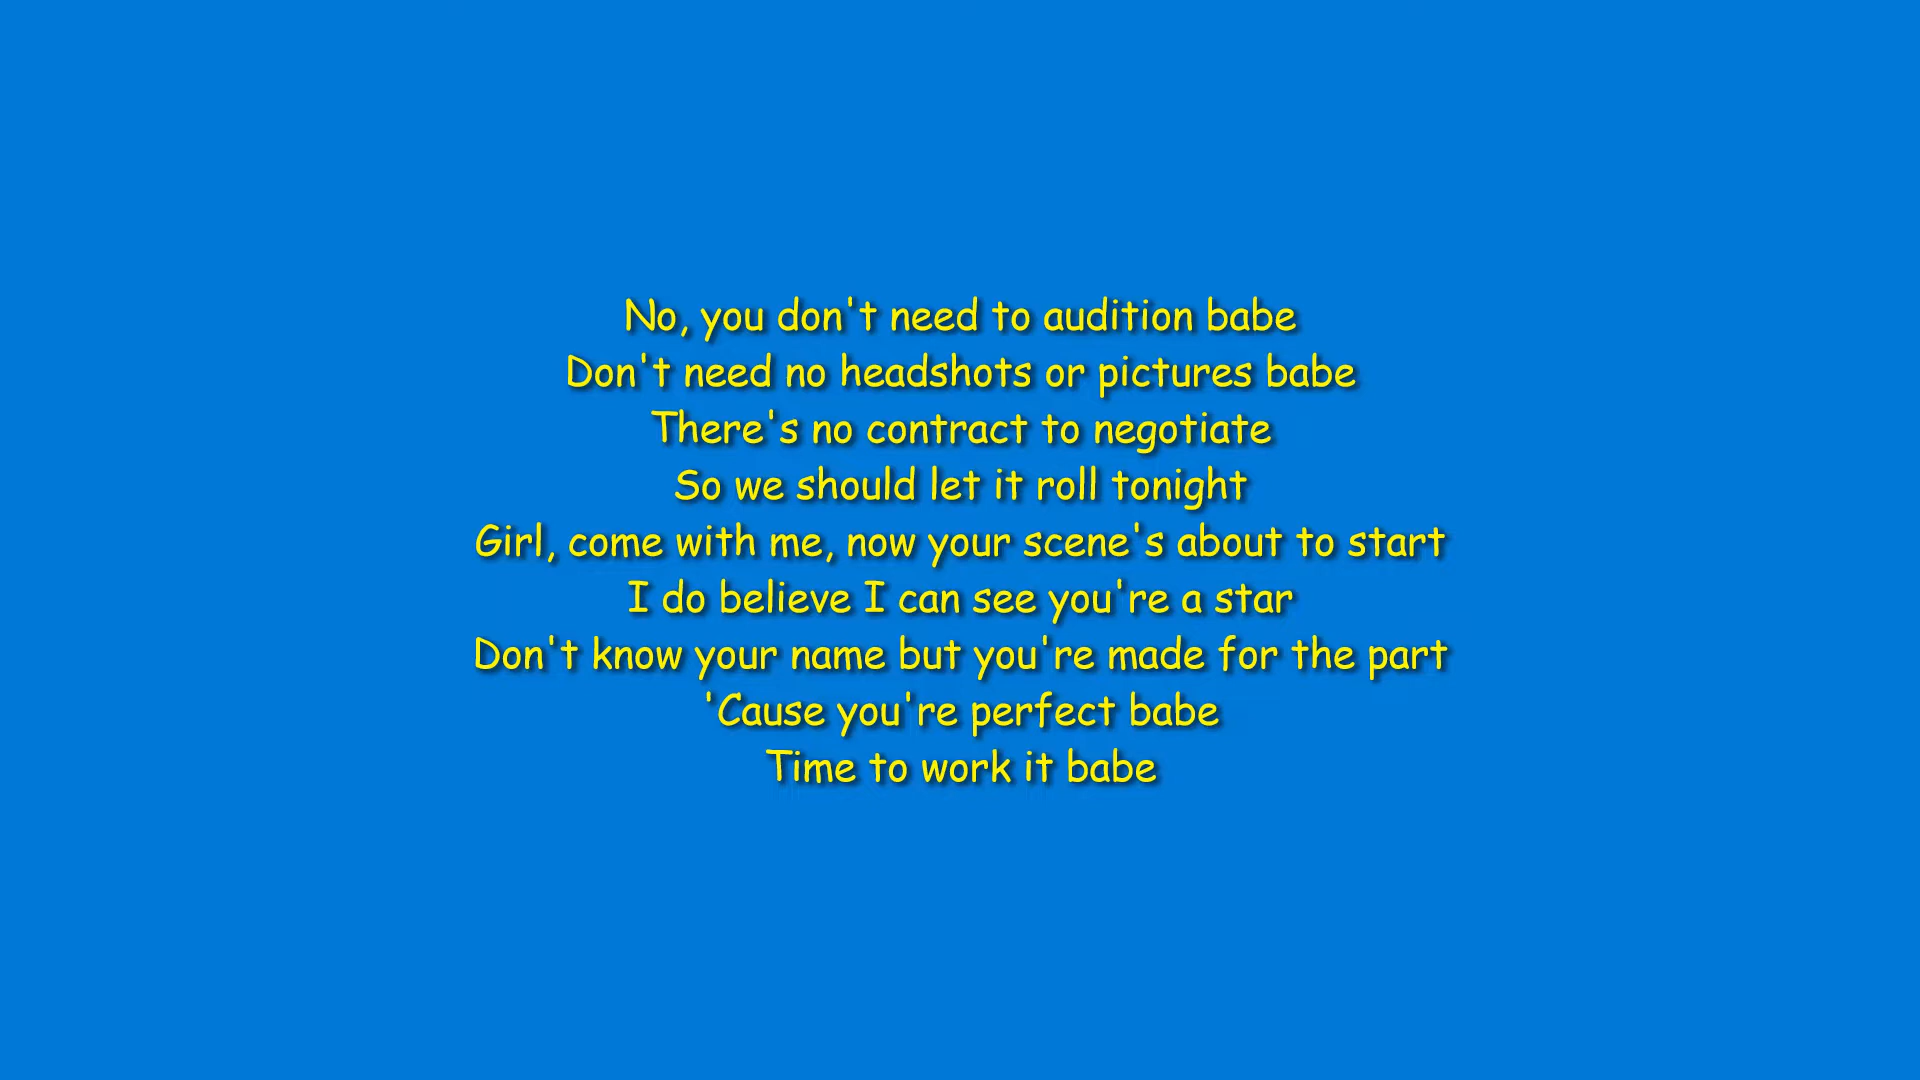 No, you don't need to audition babe
Don't need no headshots or pictures babe
There's no contract to negotiate
So we should let it roll tonight
Girl, come with me, now your scene's about to start
I do believe I can see you're a star
Don't know your name but you're made for the part
'Cause you're perfect babe
Time to work it babe